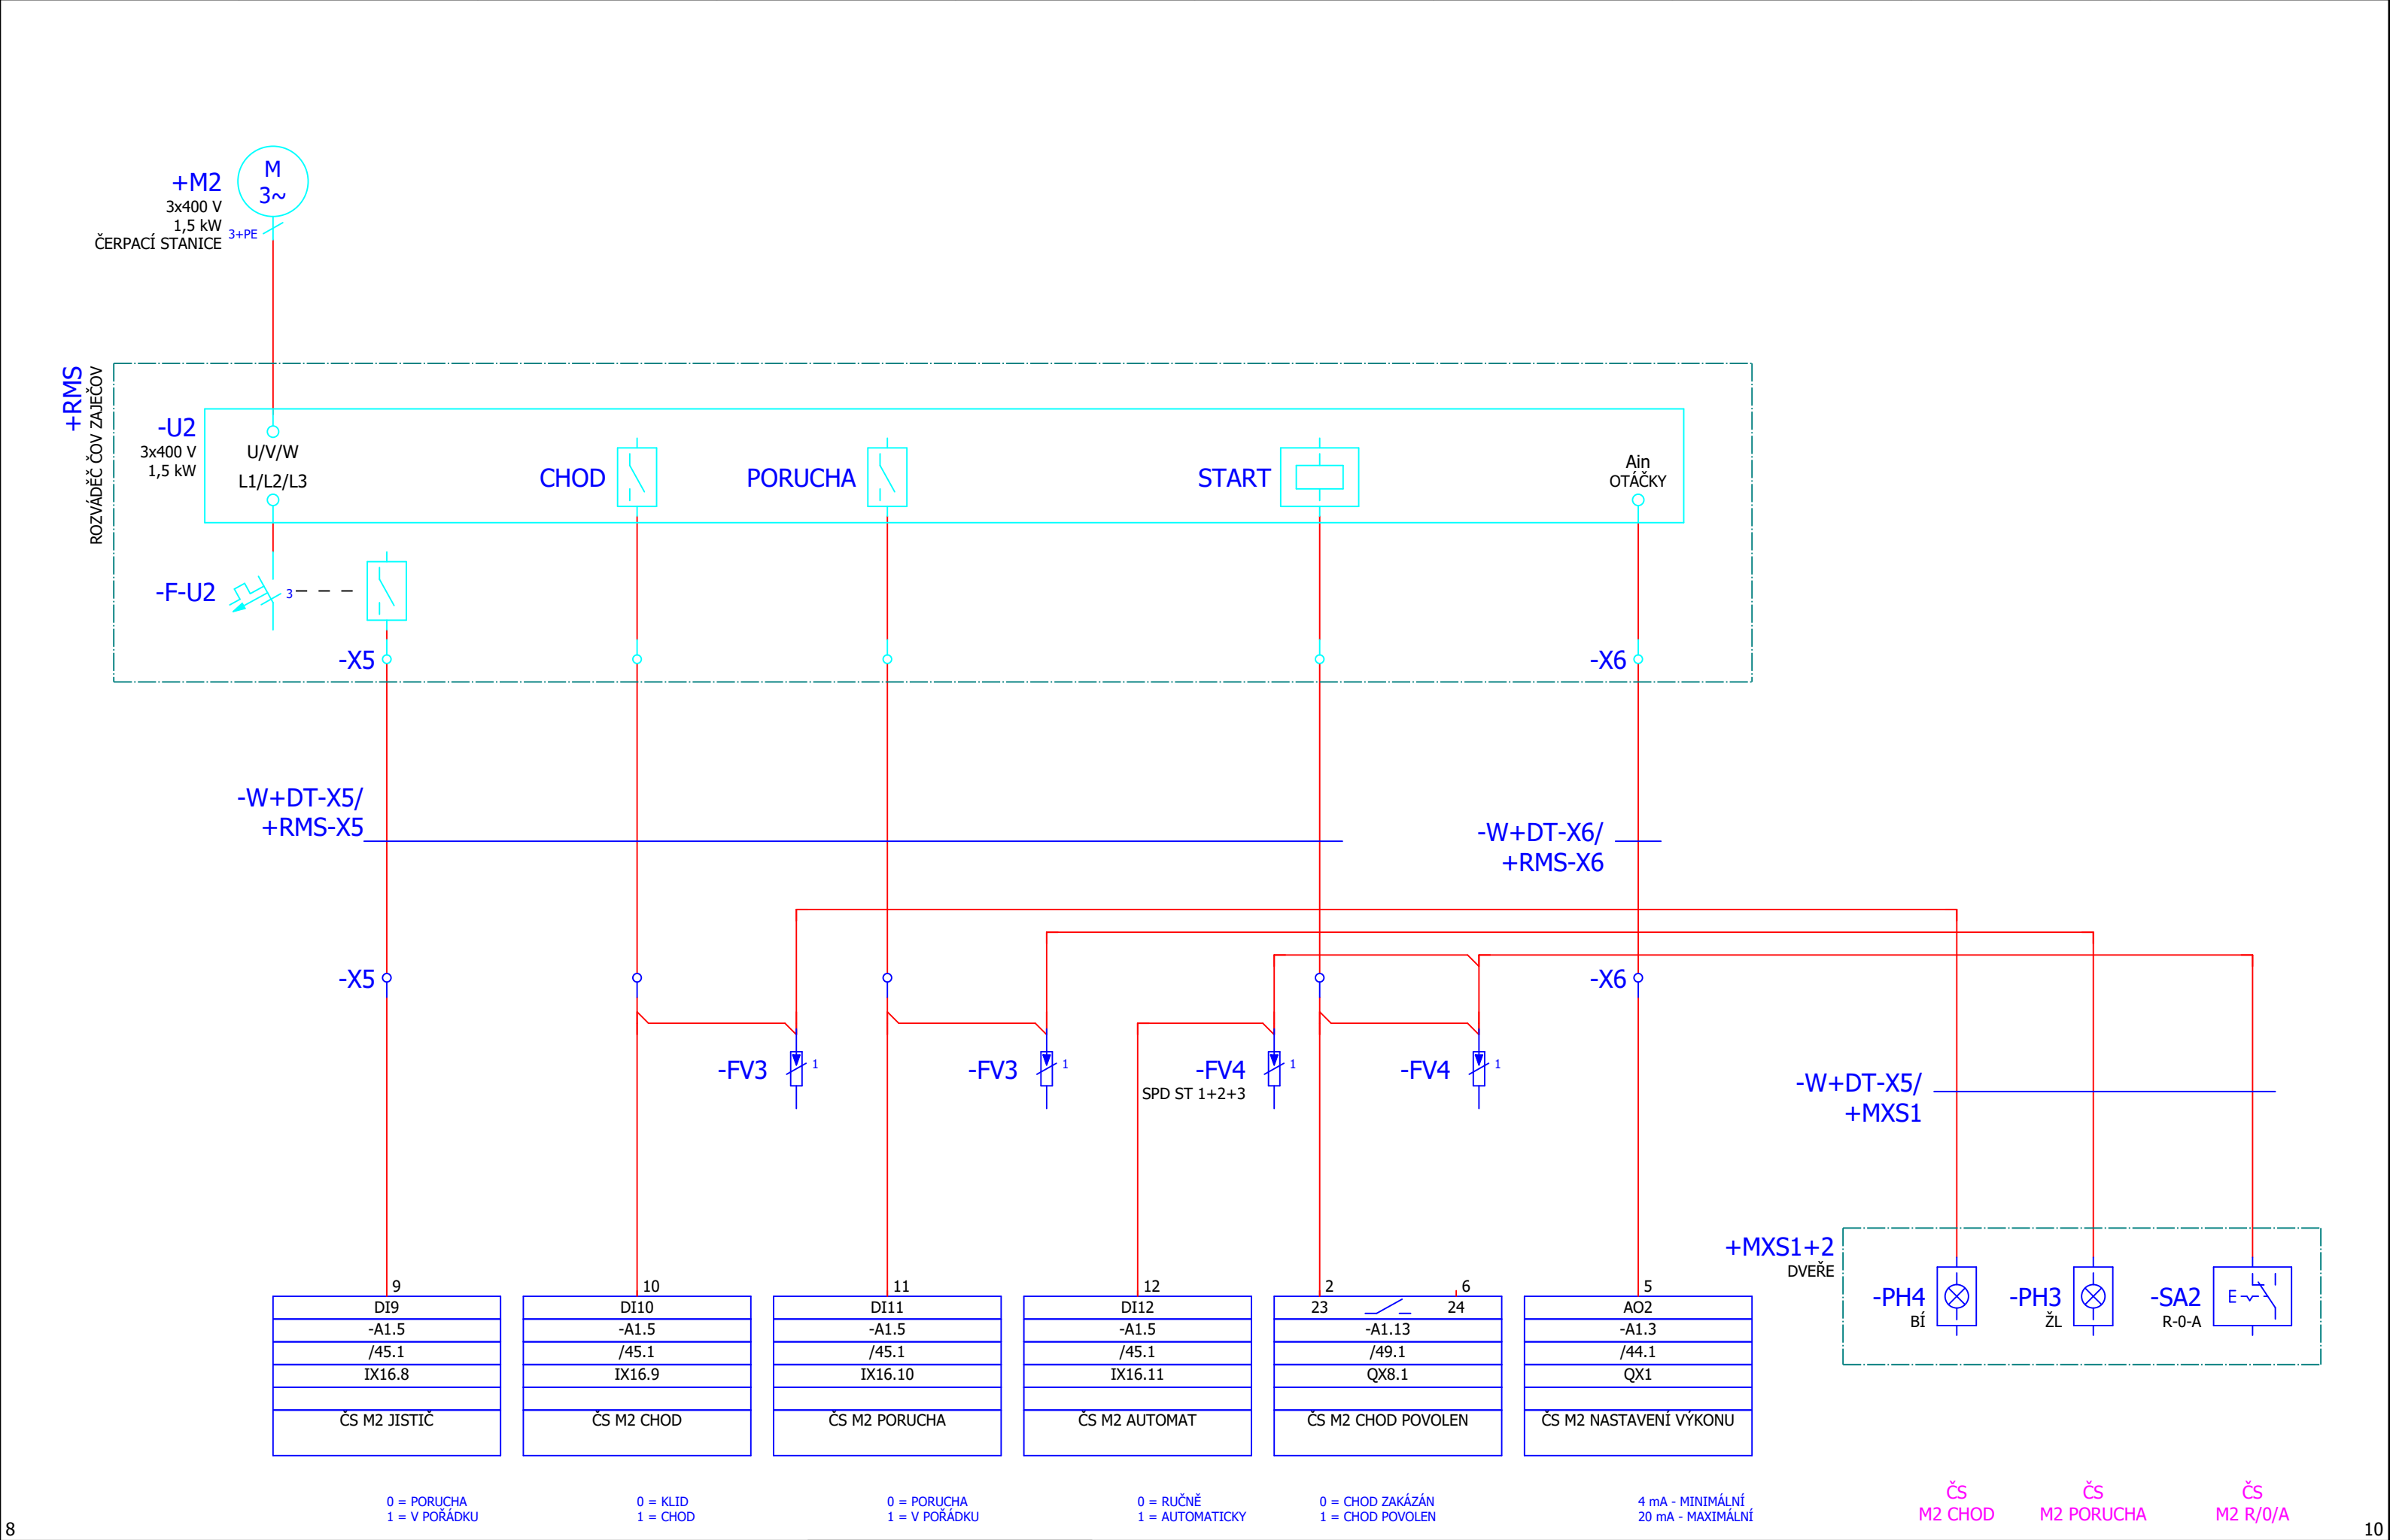 M
3~
+M2
3x400 V
1,5 kW
ČERPACÍ STANICE
3+PE
+RMS
ROZVÁDĚČ ČOV ZAJEČOV
-U2
3x400 V
1,5 kW
U/V/W
L1/L2/L3
CHOD
PORUCHA
START
Ain
OTÁČKY
-F-U2
3
-X5
-X6
-W+DT-X5/
+RMS-X5
-W+DT-X6/
+RMS-X6
-X5
-X6
-FV3
1
-FV3
1
-FV4
1
SPD ST 1+2+3
-FV4
1
-W+DT-X5/
+MXS1
+MXS1+2
DVEŘE
-PH4
BÍ
-PH3
ŽL
-SA2
R-0-A
E
9
DI9
-A1.5
/45.1
IX16.8
ČS M2 JISTIČ
0 = PORUCHA
1 = V POŘÁDKU
10
DI10
-A1.5
/45.1
IX16.9
ČS M2 CHOD
0 = KLID
1 = CHOD
11
DI11
-A1.5
/45.1
IX16.10
ČS M2 PORUCHA
0 = PORUCHA
1 = V POŘÁDKU
12
DI12
-A1.5
/45.1
IX16.11
ČS M2 AUTOMAT
0 = RUČNĚ
1 = AUTOMATICKY
2 6
23 24
-A1.13
/49.1
QX8.1
ČS M2 CHOD POVOLEN
0 = CHOD ZAKÁZÁN
1 = CHOD POVOLEN
5
AO2
-A1.3
/44.1
QX1
ČS M2 NASTAVENÍ VÝKONU
4 mA - MINIMÁLNÍ
20 mA - MAXIMÁLNÍ
ČS
M2 CHOD
ČS
M2 PORUCHA
ČS
M2 R/0/A
8
10